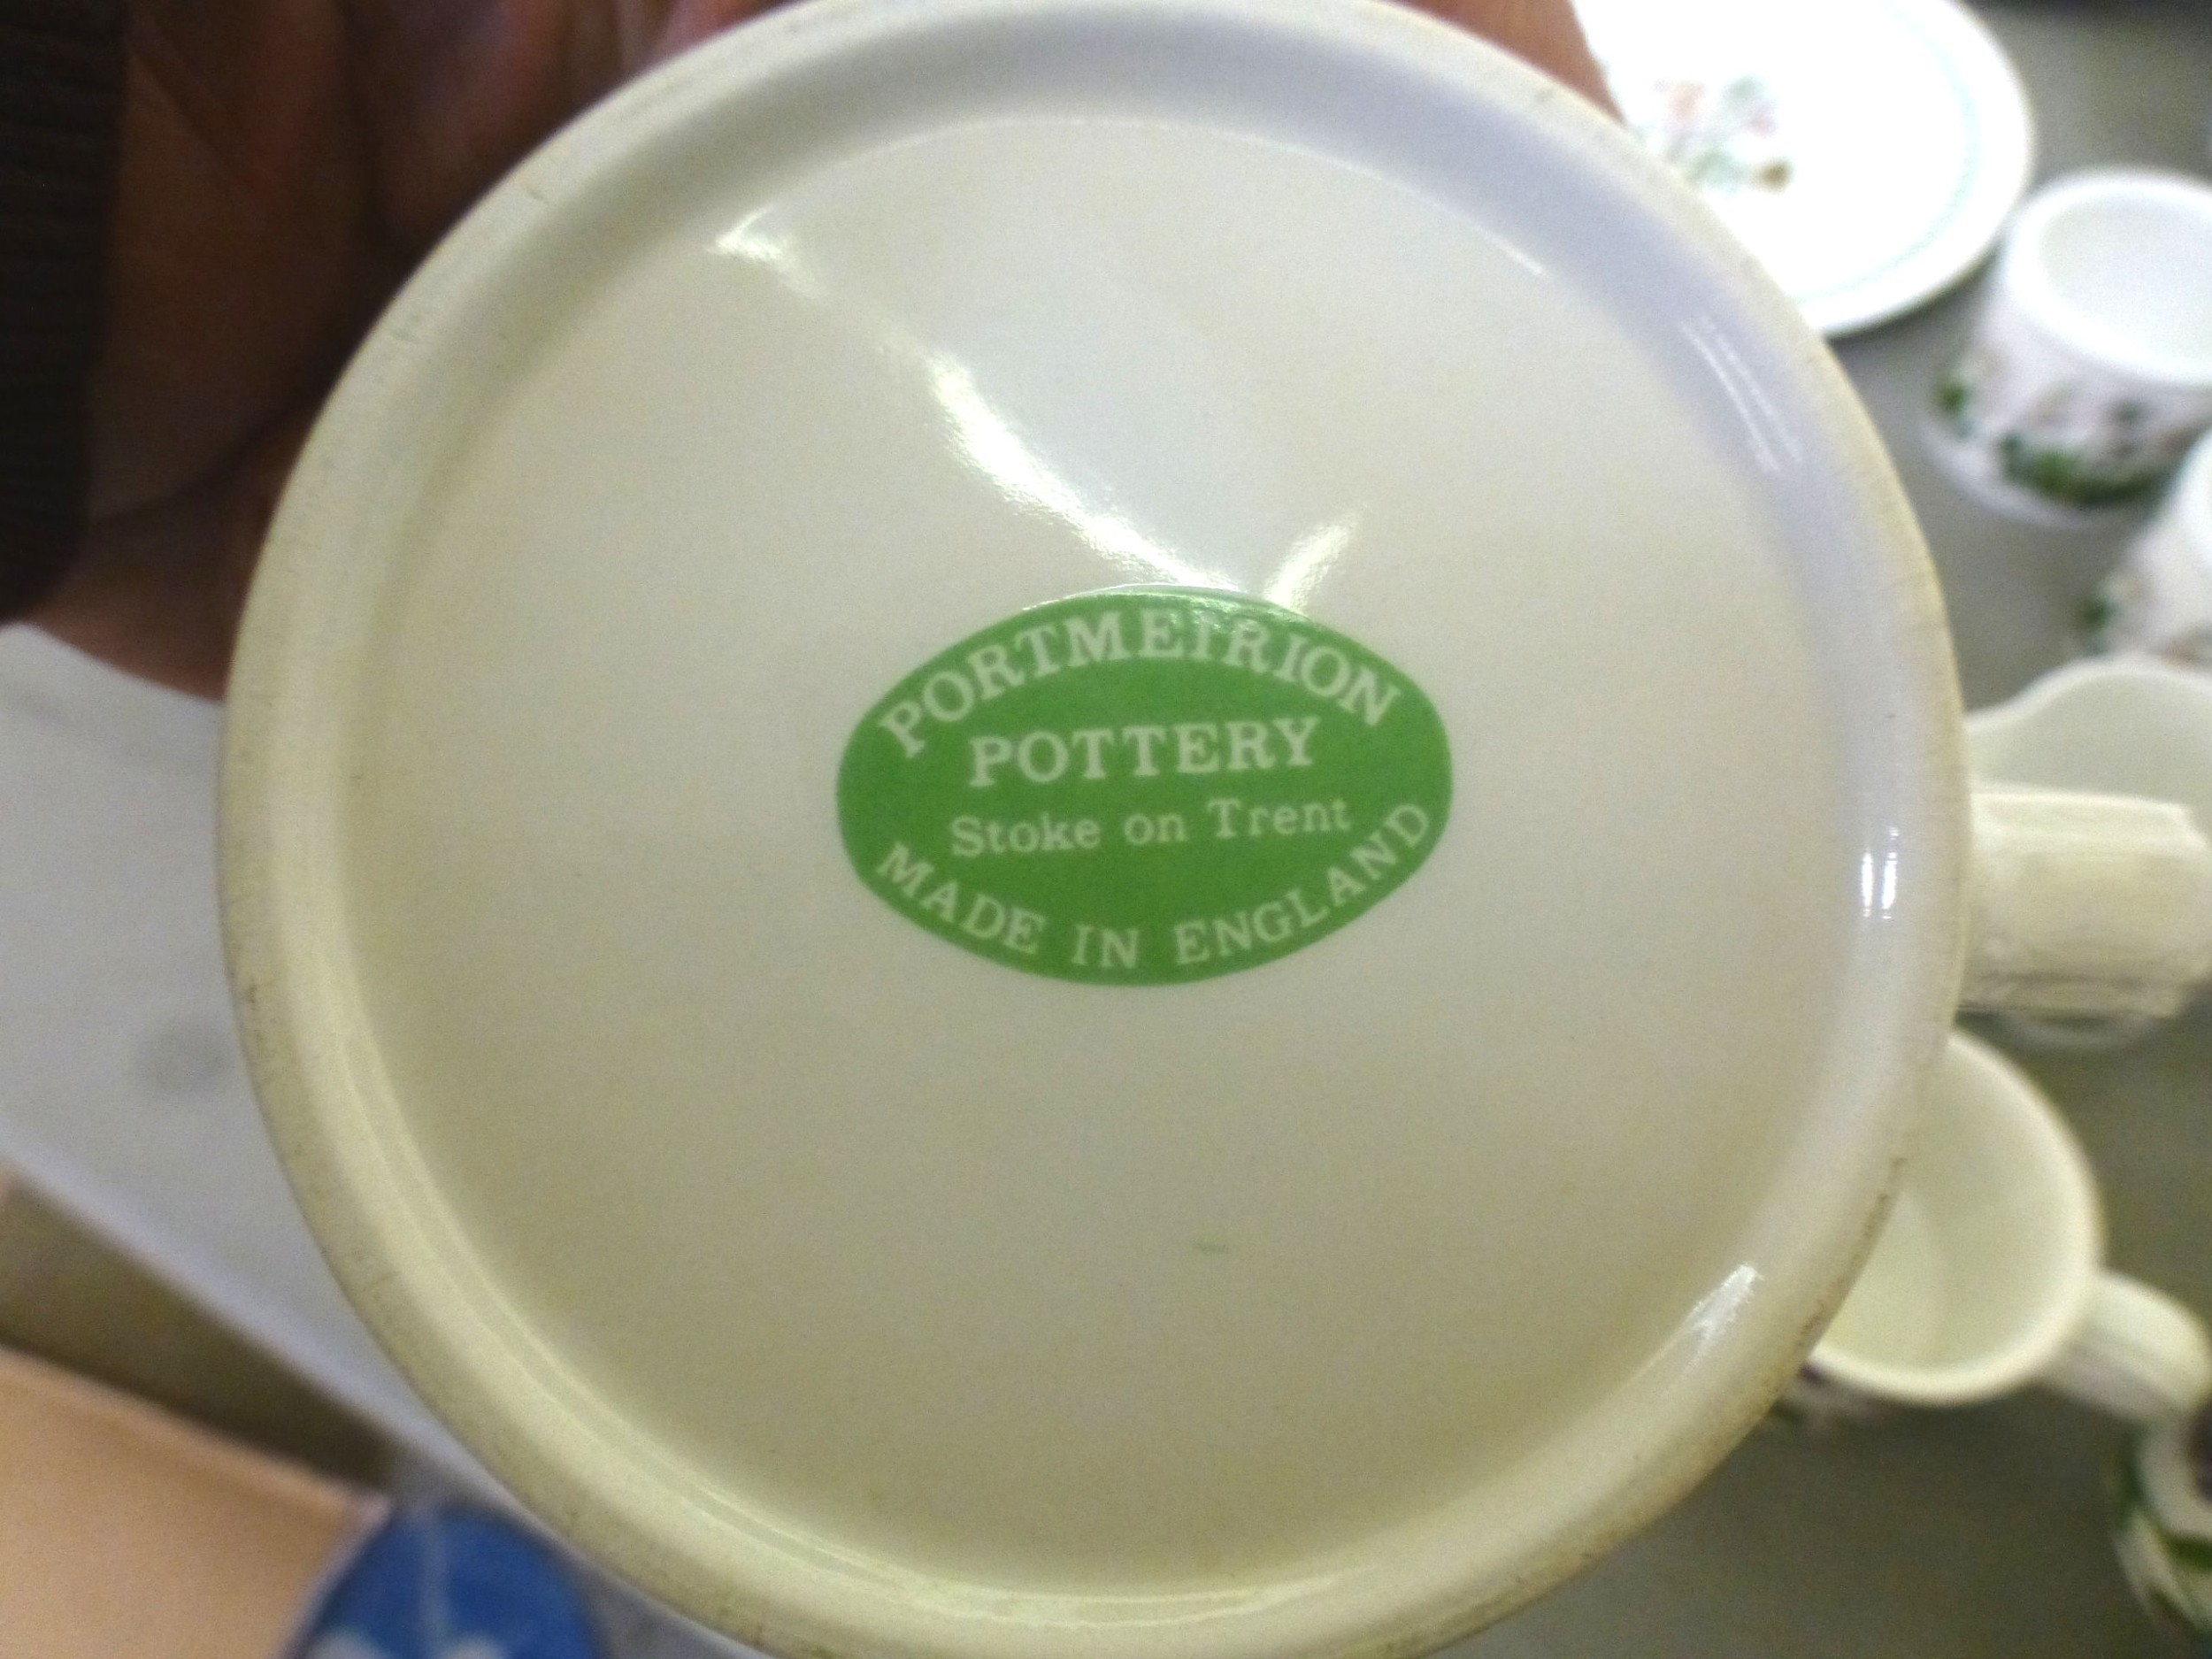 PORTMEIRION
POTTERY
Stoke on Trent
MADE IN ENGLAND